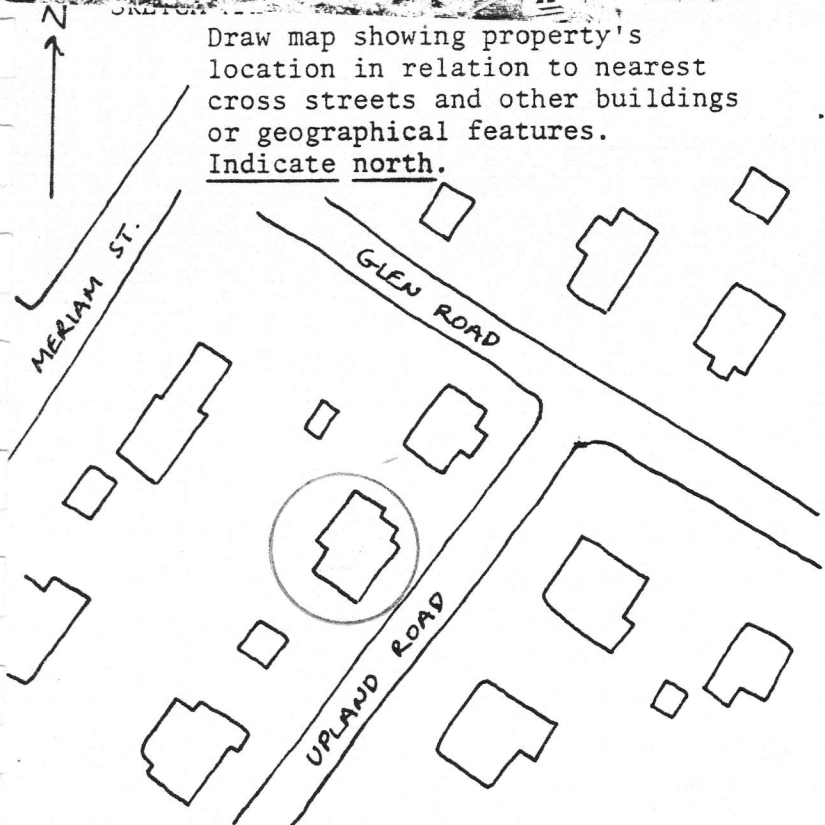 N
SKETCH
Draw map showing property's
location in relation to nearest
cross streets and other buildings
or geographical features.
Indicate north.
MERIAM ST.
GLEN ROAD
UPLAND ROAD